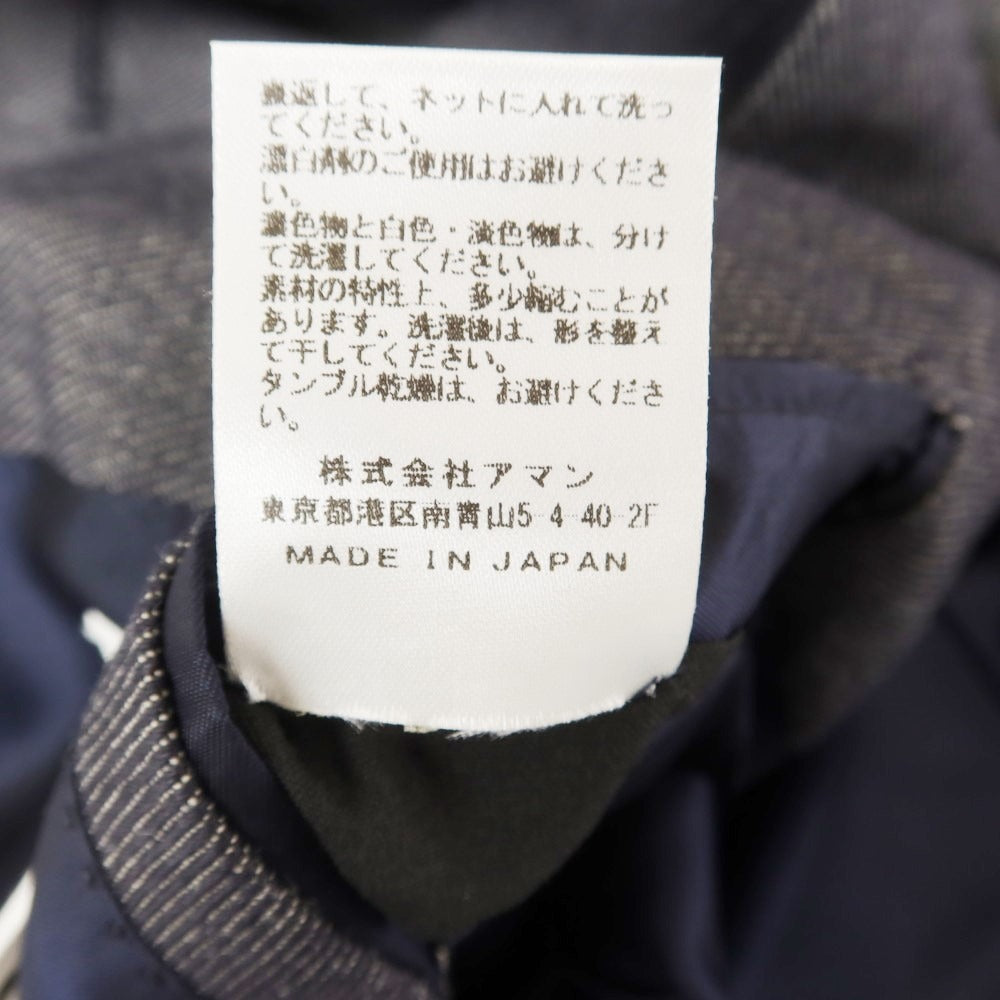 裏返して、ネットに入れて洗っ
てください。
漂白剤のご使用はお避けくださ
い。
濃色物と白色・淡色物は、分け
て洗濯してください。
素材の特性上、多少縮むことが
あります。洗濯後は、形を整え
て干してください。
タンブル乾燥は、お避けくださ
い。
株式会社アマン
東京都港区南青山5-4-40-2F
MADE IN JAPAN